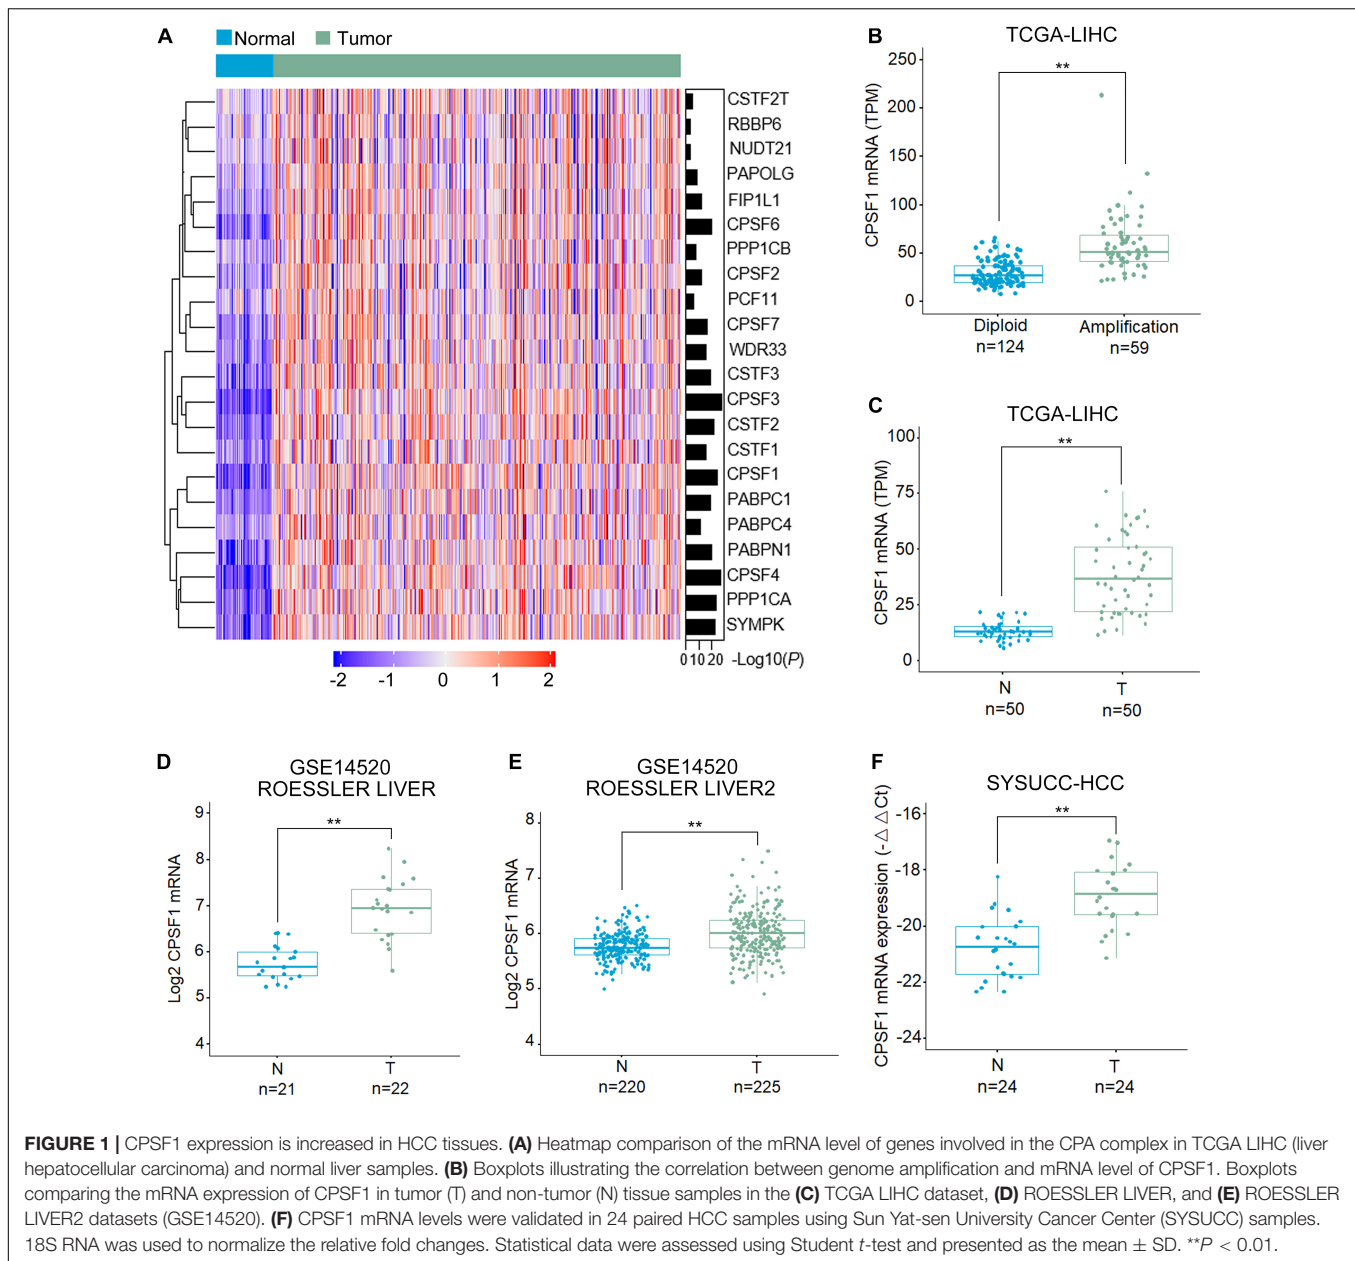 A
Normal Tumor
CSTF2T
RBBP6
NUDT21
PAPOLG
FIP1L1
CPSF6
PPP1CB
CPSF2
PCF11
CPSF7
WDR33
CSTF3
CPSF3
CSTF2
CSTF1
CPSF1
PABPC1
PABPC4
PABPN1
CPSF4
PPP1CA
SYMPK
0 10 20 -Log10(P)
-2 -1 0 1 2
B
TCGA-LIHC
CPSF1 mRNA (TPM)
250
200
150
100
50
0
**
Diploid Amplification
n=124 n=59
C
TCGA-LIHC
CPSF1 mRNA (TPM)
100
75
50
25
0
**
N T
n=50 n=50
D
GSE14520
ROESSLER LIVER
Log2 CPSF1 mRNA
9
8
7
6
5
4
**
N T
n=21 n=22
E
GSE14520
ROESSLER LIVER2
Log2 CPSF1 mRNA
8
7
6
5
4
**
N T
n=220 n=225
F
SYSUCC-HCC
CPSF1 mRNA expression (-△△Ct)
-16
-18
-20
-22
-24
**
N T
n=24 n=24
FIGURE 1 | CPSF1 expression is increased in HCC tissues. (A) Heatmap comparison of the mRNA level of genes involved in the CPA complex in TCGA LIHC (liver
hepatocellular carcinoma) and normal liver samples. (B) Boxplots illustrating the correlation between genome amplification and mRNA level of CPSF1. Boxplots
comparing the mRNA expression of CPSF1 in tumor (T) and non-tumor (N) tissue samples in the (C) TCGA LIHC dataset, (D) ROESSLER LIVER, and (E) ROESSLER
LIVER2 datasets (GSE14520). (F) CPSF1 mRNA levels were validated in 24 paired HCC samples using Sun Yat-sen University Cancer Center (SYSUCC) samples.
18S RNA was used to normalize the relative fold changes. Statistical data were assessed using Student t-test and presented as the mean ± SD. **P < 0.01.